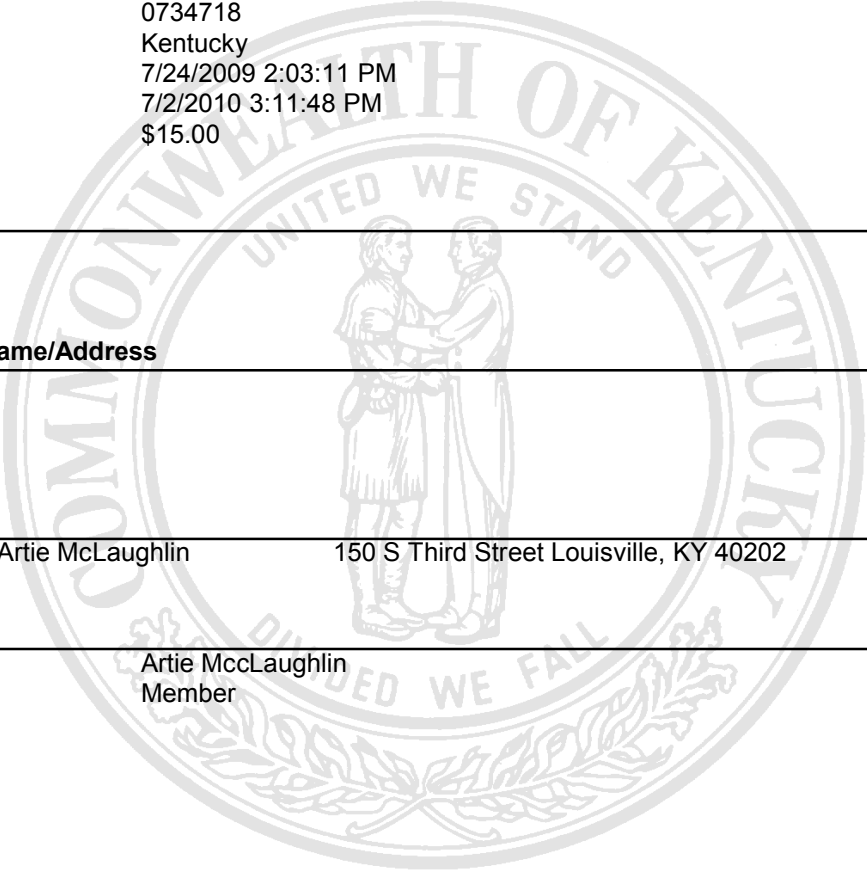 0734718
Kentucky
7/24/2009 2:03:11 PM
7/2/2010 3:11:48 PM
$15.00
COMMONWEALTH OF KENTUCKY
UNITED WE STAND
ame/Address
Artie McLaughlin 150 S Third Street Louisville, KY 40202
DIVIDED WE FALL
Artie MccLaughlin
Member